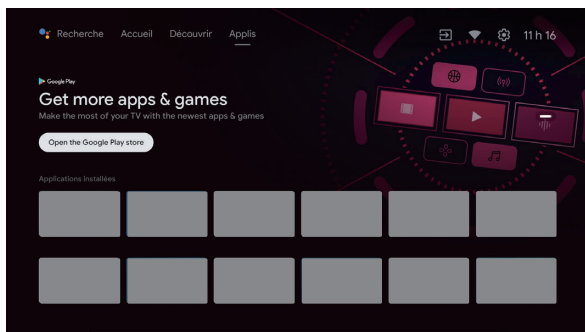 Recherche Accueil Découvrir Applis 11 h 16
Google Play
Get more apps & games
Make the most of your TV with the newest apps & games
Open the Google Play store
Applications installées